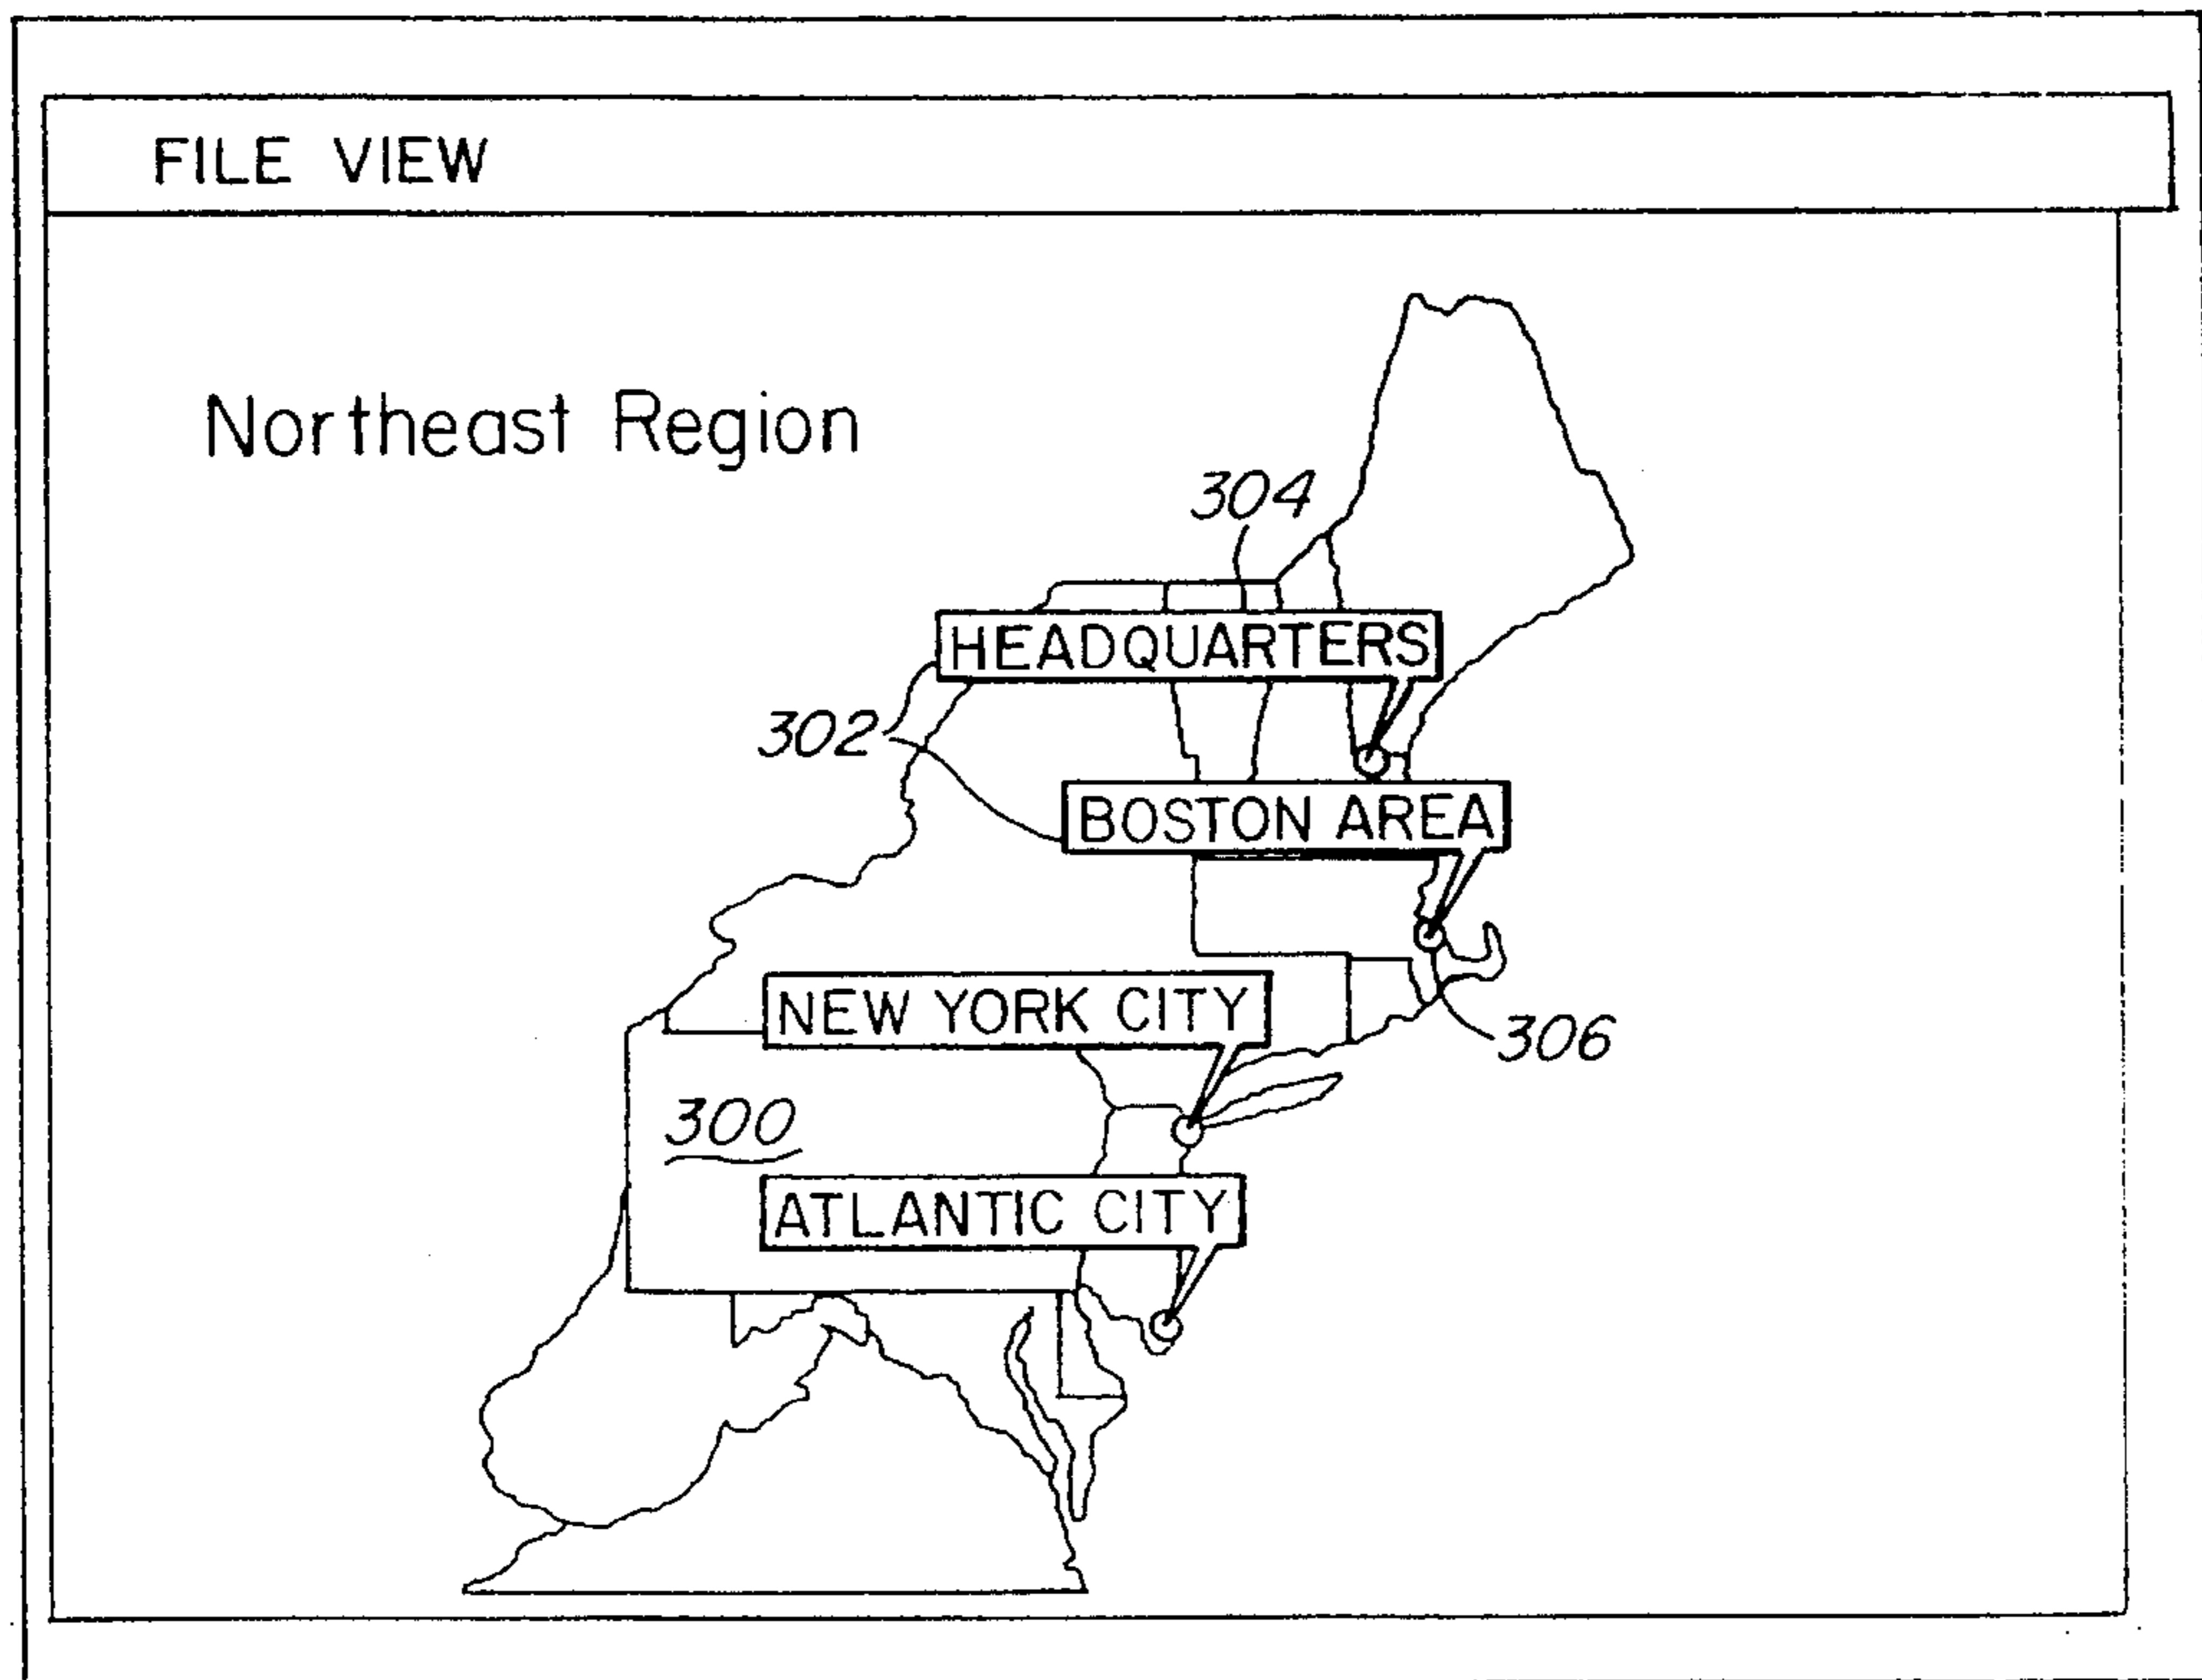 FILE VIEW
Northeast Region
304
HEADQUARTERS
302
BOSTON AREA
NEW YORK CITY
306
300
ATLANTIC CITY